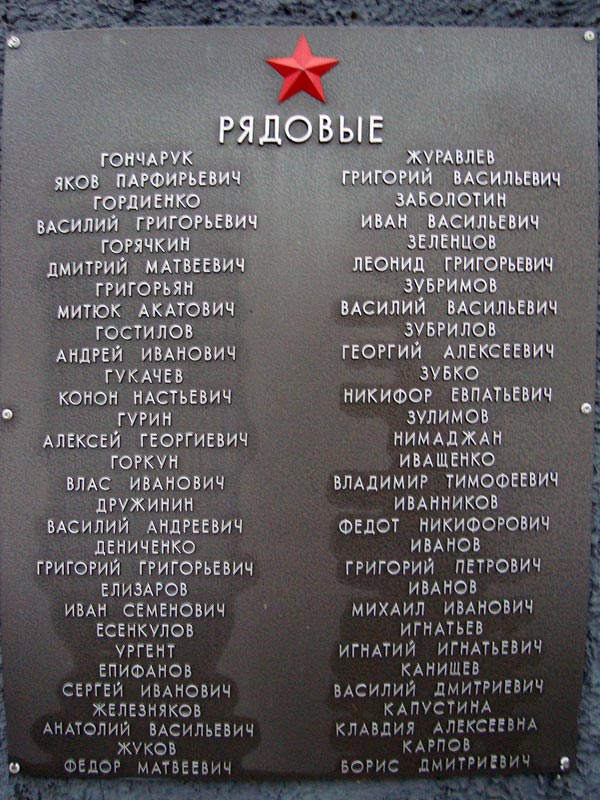 РЯДОВЫЕ
ГОНЧАРУК
ЯКОВ ПАРФИРЬЕВИЧ
ГОРДИЕНКО
ВАСИЛИЙ ГРИГОРЬЕВИЧ
ГОРЯЧКИН
ДМИТРИЙ МАТВЕЕВИЧ
ГРИГОРЬЯН
МИТЮК АКАТОВИЧ
ГОСТИЛОВ
АНДРЕЙ ИВАНОВИЧ
ГУКАЧЕВ
КОНОН НАСТЬЕВИЧ
ГУРИН
АЛЕКСЕЙ ГЕОРГИЕВИЧ
ГОРКУН
ВЛАС ИВАНОВИЧ
ДРУЖИНИН
ВАСИЛИЙ АНДРЕЕВИЧ
ДЕНИЧЕНКО
ГРИГОРИЙ ГРИГОРЬЕВИЧ
ЕЛИЗАРОВ
ИВАН СЕМЕНОВИЧ
ЕСЕНКУЛОВ
УРГЕНТ
ЕПИФАНОВ
СЕРГЕЙ ИВАНОВИЧ
ЖЕЛЕЗНЯКОВ
АНАТОЛИЙ ВАСИЛЬЕВИЧ
ЖУКОВ
ФЕДОР МАТВЕЕВИЧ
ЖУРАВЛЕВ
ГРИГОРИЙ ВАСИЛЬЕВИЧ
ЗАБОЛОТИН
ИВАН ВАСИЛЬЕВИЧ
ЗЕЛЕНЦОВ
ЛЕОНИД ГРИГОРЬЕВИЧ
ЗУБРИМОВ
ВАСИЛИЙ ВАСИЛЬЕВИЧ
ЗУБРИЛОВ
ГЕОРГИЙ АЛЕКСЕЕВИЧ
ЗУБКО
НИКИФОР ЕВПАТЬЕВИЧ
ЗУЛИМОВ
НИМАДЖАН
ИВАЩЕНКО
ВЛАДИМИР ТИМОФЕЕВИЧ
ИВАННИКОВ
ФЕДОТ НИКИФОРОВИЧ
ИВАНОВ
ГРИГОРИЙ ПЕТРОВИЧ
ИВАНОВ
МИХАИЛ ИВАНОВИЧ
ИГНАТЬЕВ
ИГНАТИЙ ИГНАТЬЕВИЧ
КАНИЩЕВ
ВАСИЛИЙ ДМИТРИЕВИЧ
КАПУСТИНА
КЛАВДИЯ АЛЕКСЕЕВНА
КАРПОВ
БОРИС ДМИТРИЕВИЧ